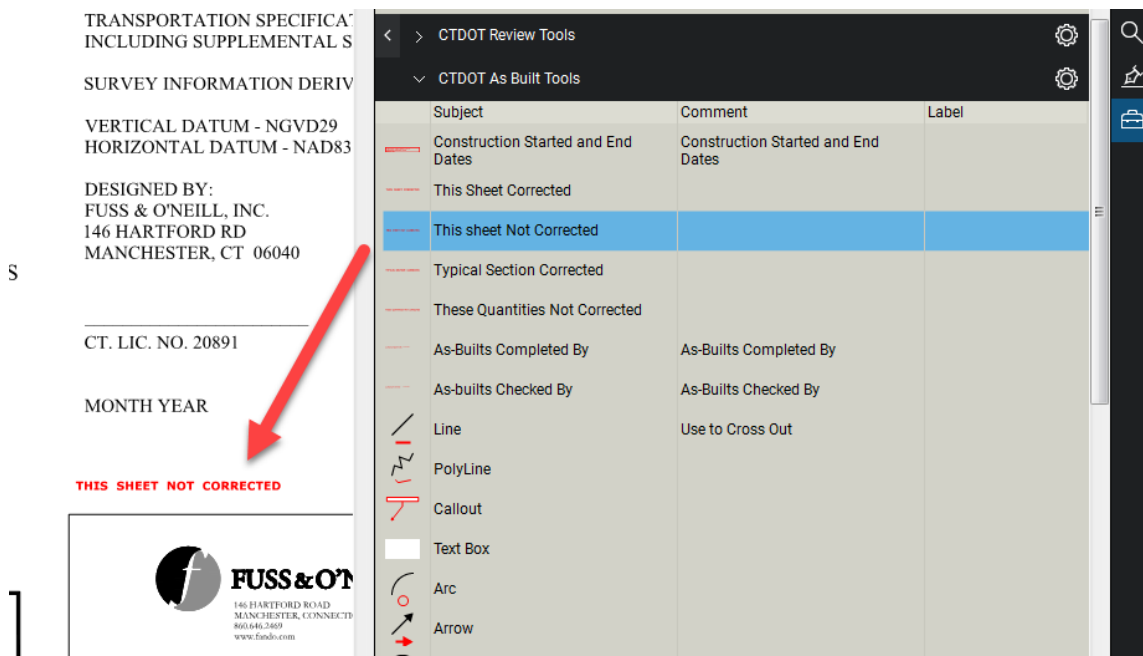 TRANSPORTATION SPECIFICAT
INCLUDING SUPPLEMENTAL S
SURVEY INFORMATION DERIV
VERTICAL DATUM - NGVD29
HORIZONTAL DATUM - NAD83
DESIGNED BY:
FUSS & O'NEILL, INC.
146 HARTFORD RD
MANCHESTER, CT 06040
S
CT. LIC. NO. 20891
MONTH YEAR
THIS SHEET NOT CORRECTED
f
FUSS & O'N
146 HARTFORD ROAD
MANCHESTER, CONNECTI
860.646.2469
www.fando.com
CTDOT Review Tools
CTDOT As Built Tools
Subject Comment Label
Construction Started and End Dates Construction Started and End Dates
This Sheet Corrected
This sheet Not Corrected
Typical Section Corrected
These Quantities Not Corrected
As-Builts Completed By As-Builts Completed By
As-builts Checked By As-Builts Checked By
Line Use to Cross Out
PolyLine
Callout
Text Box
Arc
Arrow